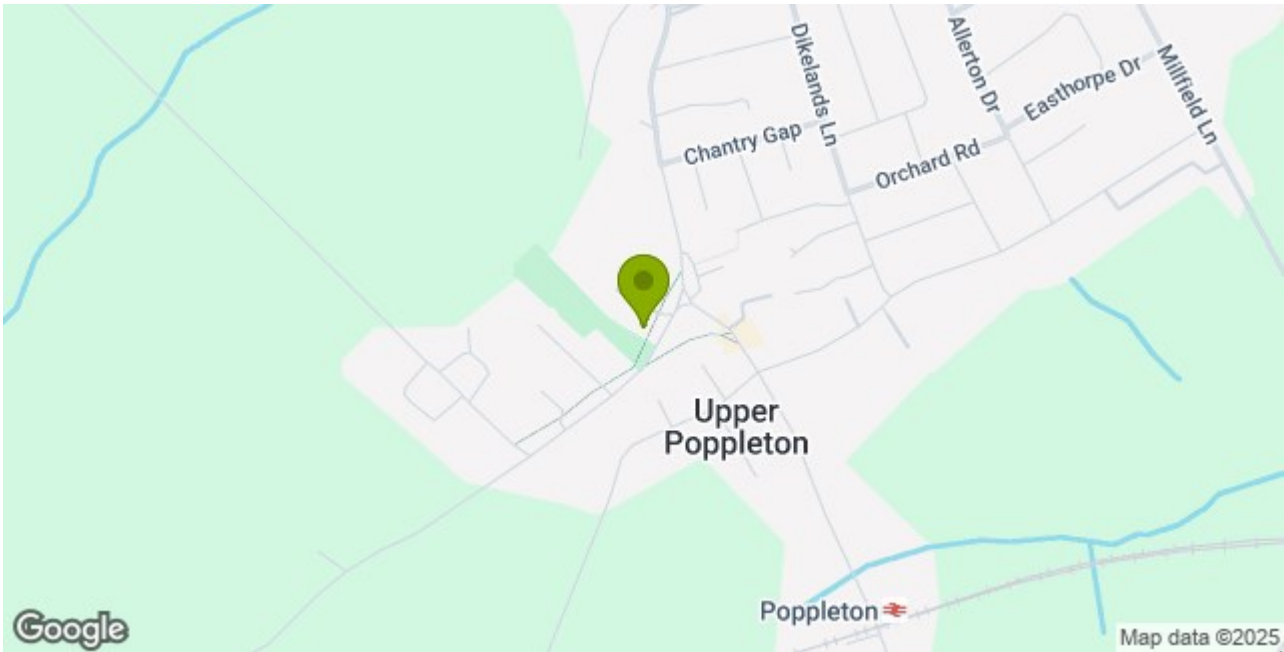 Dikelands Ln
Allerton Dr
Easthorpe Dr
Millfield Ln
Chantry Gap
Orchard Rd
Upper
Poppleton
Poppleton
Google
Map data ©2025